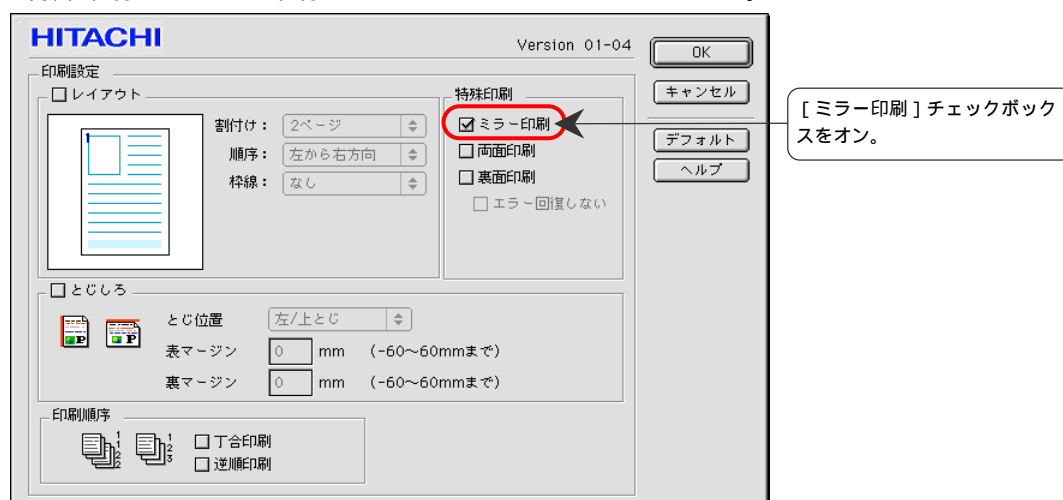 HITACHI
Version 01-04
OK
印刷設定
レイアウト
特殊印刷
キャンセル
[ ミラー印刷 ] チェックボック
スをオン。
割付け:
2ページ
ミラー印刷
デフォルト
順序:
左から右方向
両面印刷
ヘルプ
枠線:
なし
裏面印刷
エラー回復しない
とじしろ
とじ位置
左/上とじ
表マージン
0 mm (-60〜60mmまで)
裏マージン
0 mm (-60〜60mmまで)
印刷順序
丁合印刷
逆順印刷